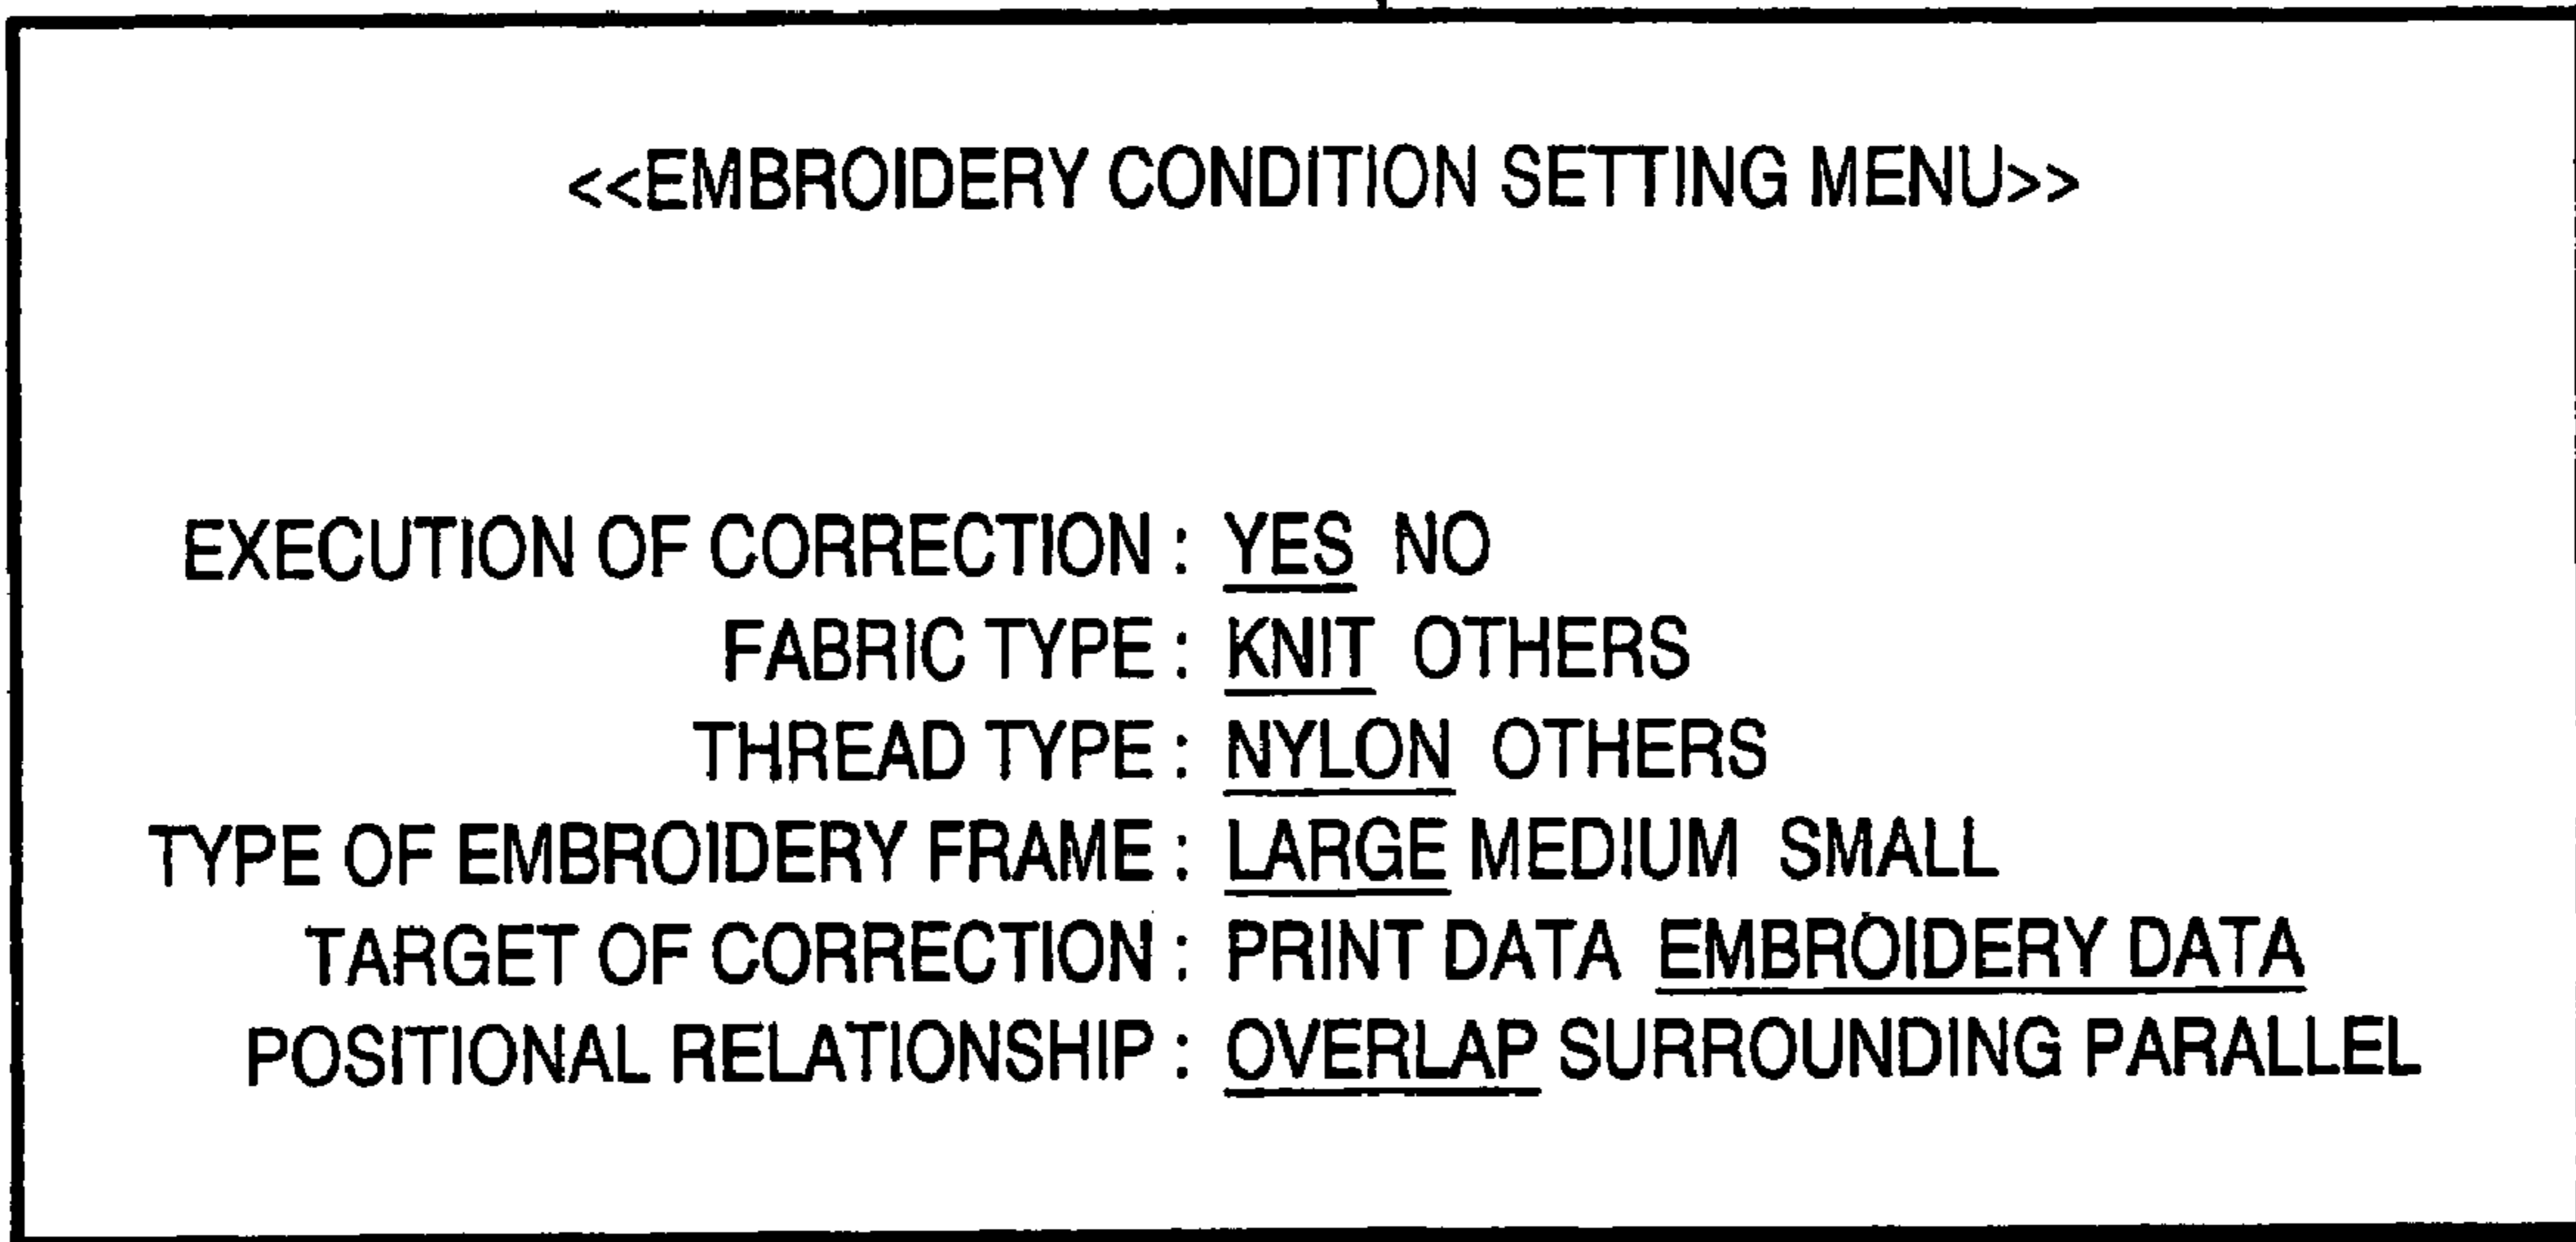 <<EMBROIDERY CONDITION SETTING MENU>>
EXECUTION OF CORRECTION : YES NO
FABRIC TYPE : KNIT OTHERS
THREAD TYPE : NYLON OTHERS
TYPE OF EMBROIDERY FRAME : LARGE MEDIUM SMALL
TARGET OF CORRECTION : PRINT DATA EMBROIDERY DATA
POSITIONAL RELATIONSHIP : OVERLAP SURROUNDING PARALLEL